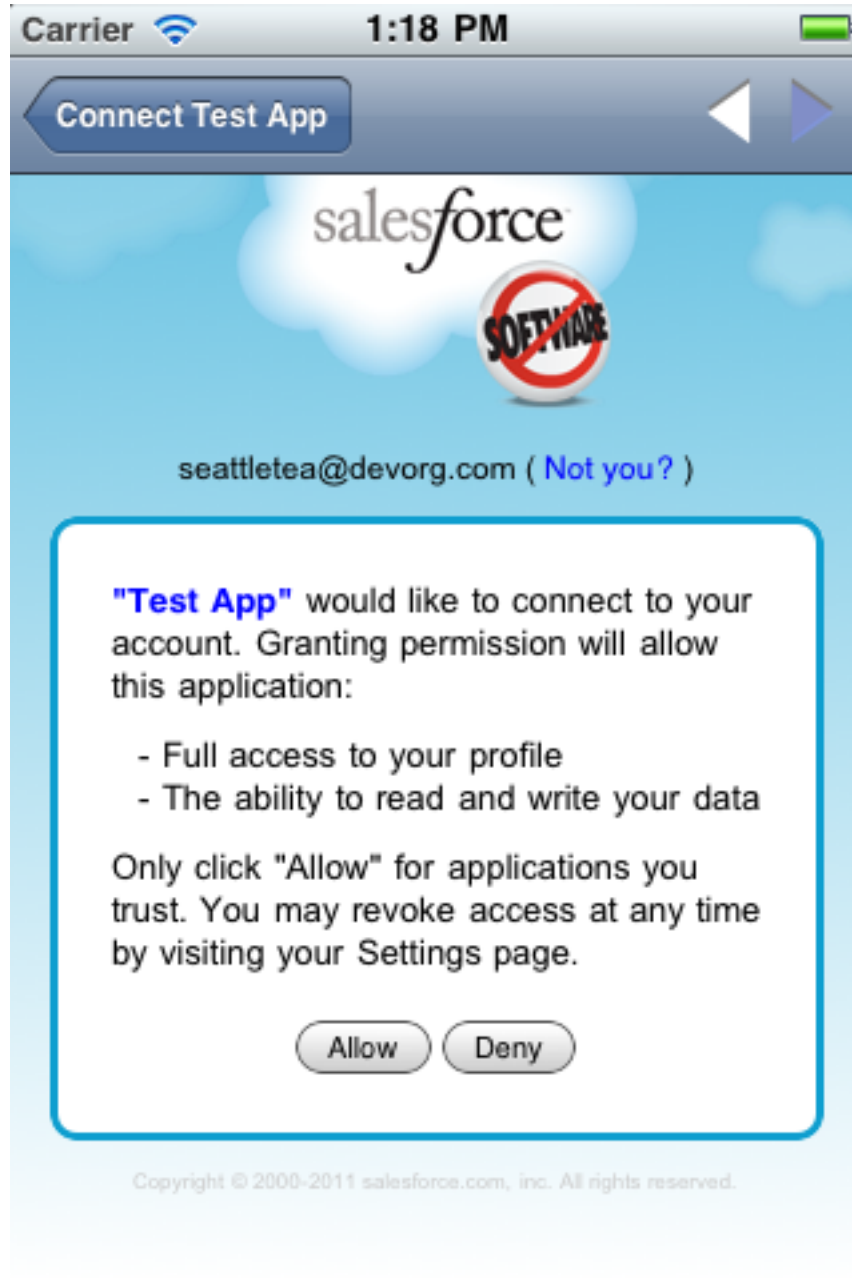 Carrier 1:18 PM
Connect Test App
salesforce
SOFTWARE
seattletea@devorg.com ( Not you? )
"Test App" would like to connect to your
account. Granting permission will allow
this application:
- Full access to your profile
- The ability to read and write your data
Only click "Allow" for applications you
trust. You may revoke access at any time
by visiting your Settings page.
Allow Deny
Copyright © 2000-2011 salesforce.com, inc. All rights reserved.